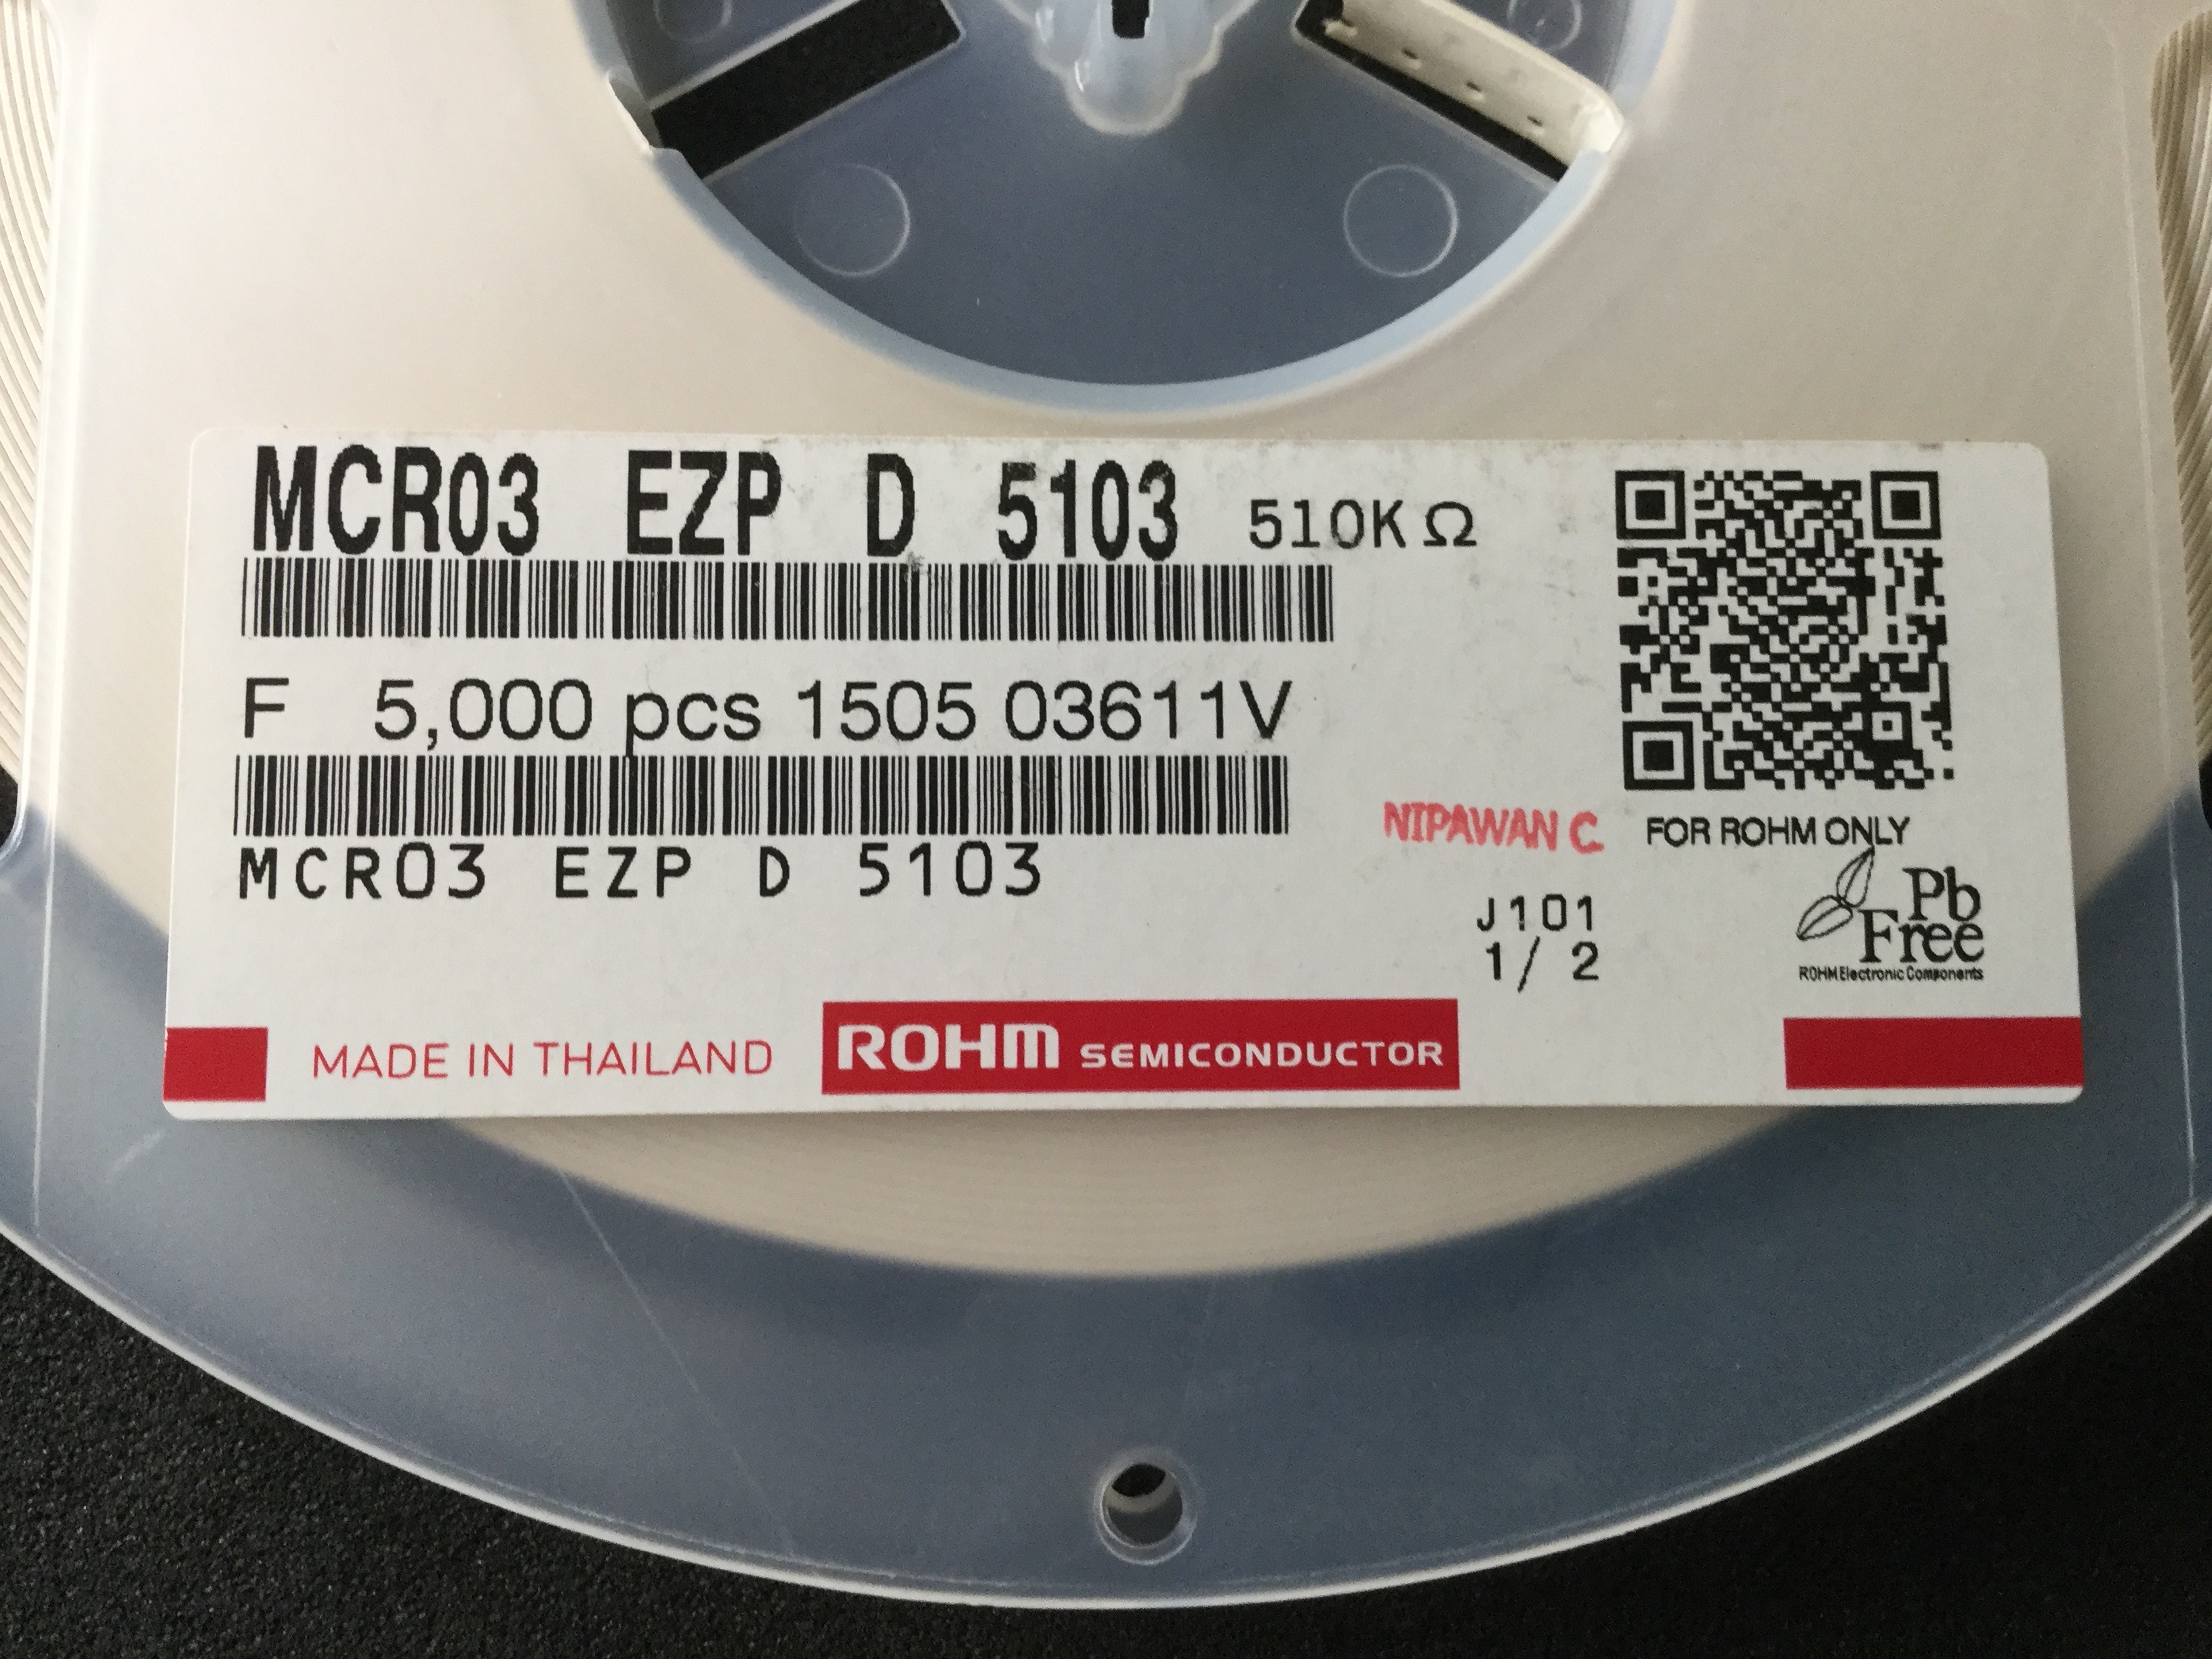 MCR03 EZP D 5103 510KΩ
F 5,000 pcs 1505 03611V
MCR03 EZP D 5103
NIPAWAN C
FOR ROHM ONLY
J101
1/ 2
Pb
Free
ROHM Electronic Components
MADE IN THAILAND
ROHM SEMICONDUCTOR